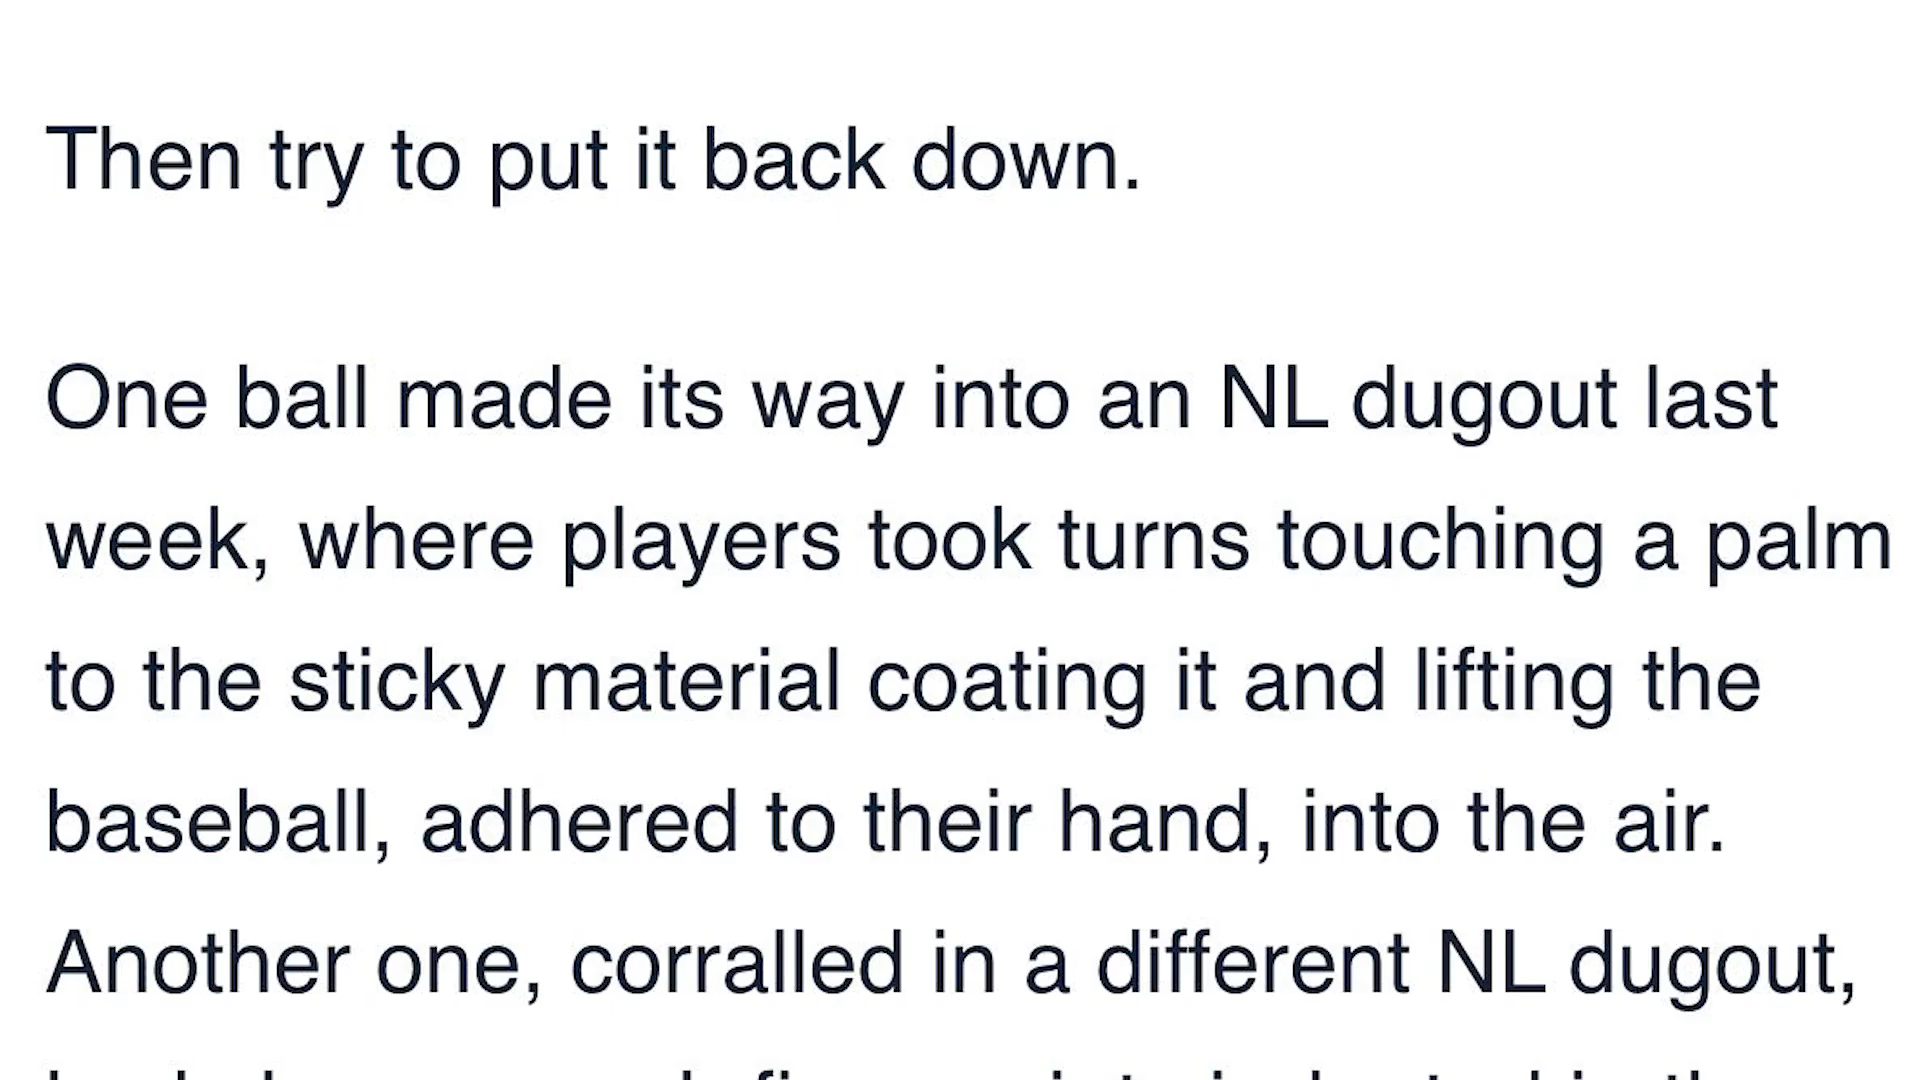 Then try to put it back down.
One ball made its way into an NL dugout last
week, where players took turns touching a palm
to the sticky material coating it and lifting the
baseball, adhered to their hand, into the air.
Another one, corralled in a different NL dugout,